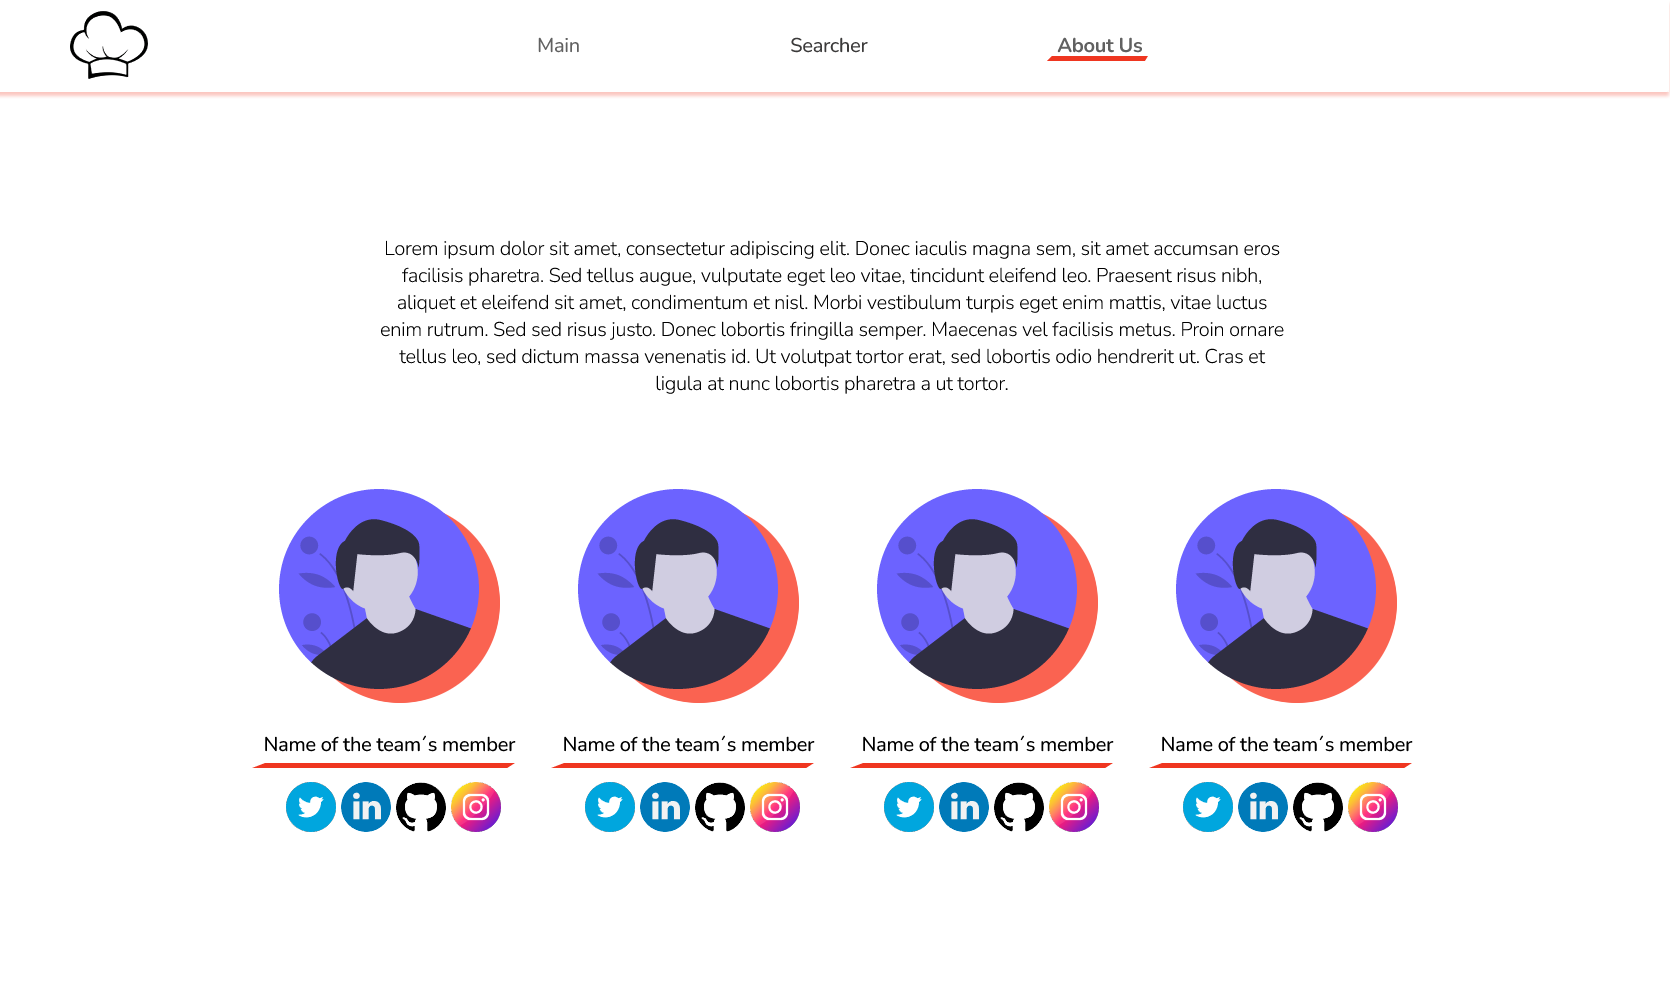 Main
Searcher
About Us
Lorem ipsum dolor sit amet, consectetur adipiscing elit. Donec iaculis magna sem, sit amet accumsan eros
facilisis pharetra. Sed tellus augue, vulputate eget leo vitae, tincidunt eleifend leo. Praesent risus nibh,
aliquet et eleifend sit amet, condimentum et nisl. Morbi vestibulum turpis eget enim mattis, vitae luctus
enim rutrum. Sed sed risus justo. Donec lobortis fringilla semper. Maecenas vel facilisis metus. Proin ornare
tellus leo, sed dictum massa venenatis id. Ut volutpat tortor erat, sed lobortis odio hendrerit ut. Cras et
ligula at nunc lobortis pharetra a ut tortor.
Name of the team´s member
Name of the team´s member
Name of the team´s member
Name of the team´s member
in
in
in
in